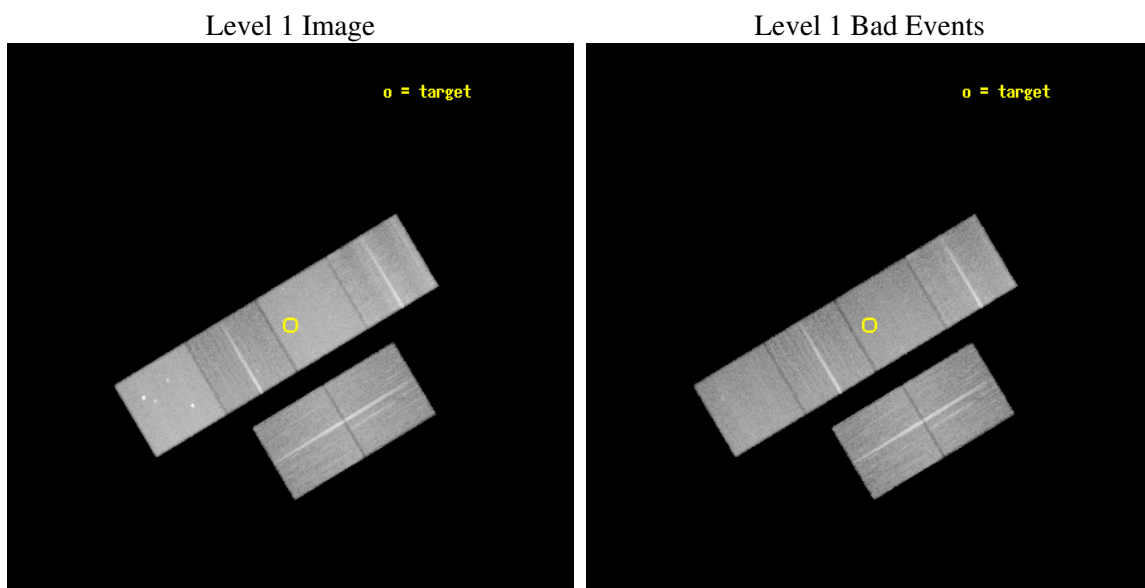 Level 1 Image
Level 1 Bad Events
o = target
o = target